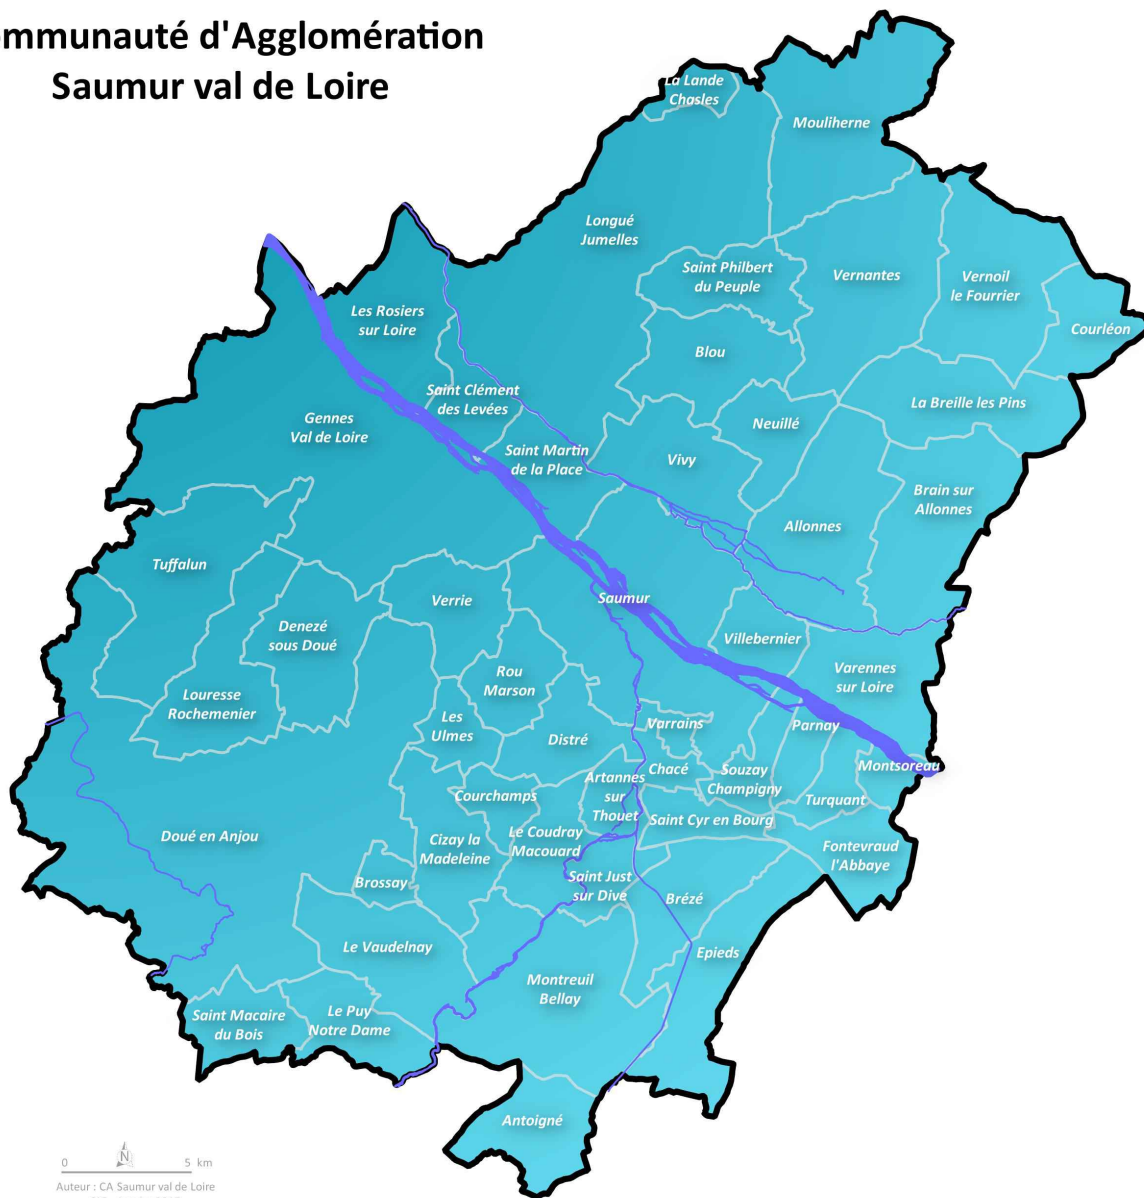 ommunauté d'Agglomération
Saumur val de Loire
La Lande
Chasles
Mouliherne
Longué
Jumelles
Saint Philbert
du Peuple
Vernantes
Vernoil
le Fourrier
Les Rosiers
sur Loire
Courléon
Blou
Saint Clément
des Levées
La Breille les Pins
Gennes
Val de Loire
Neuillé
Saint Martin
de la Place
Vivy
Brain sur
Allonnes
Allonnes
Tuffalun
Verrie
Saumur
Denezé
sous Doué
Villebernier
Varennes
sur Loire
Rou
Marson
Louresse
Rochemenier
Les
Ulmes
Distré
Varrains
Parnay
Montsoreau
Chacé
Souzay
Champigny
Artannes
sur
Thouet
Courchamps
Turquant
Saint Cyr en Bourg
Doué en Anjou
Cizay la
Madeleine
Le Coudray
Macouard
Fontevraud
l'Abbaye
Brossay
Saint Just
sur Dive
Brézé
Le Vaudelnay
Epieds
Montreuil
Bellay
Saint Macaire
du Bois
Le Puy
Notre Dame
Antoigné
N
0 5 km
Auteur : CA Saumur val de Loire